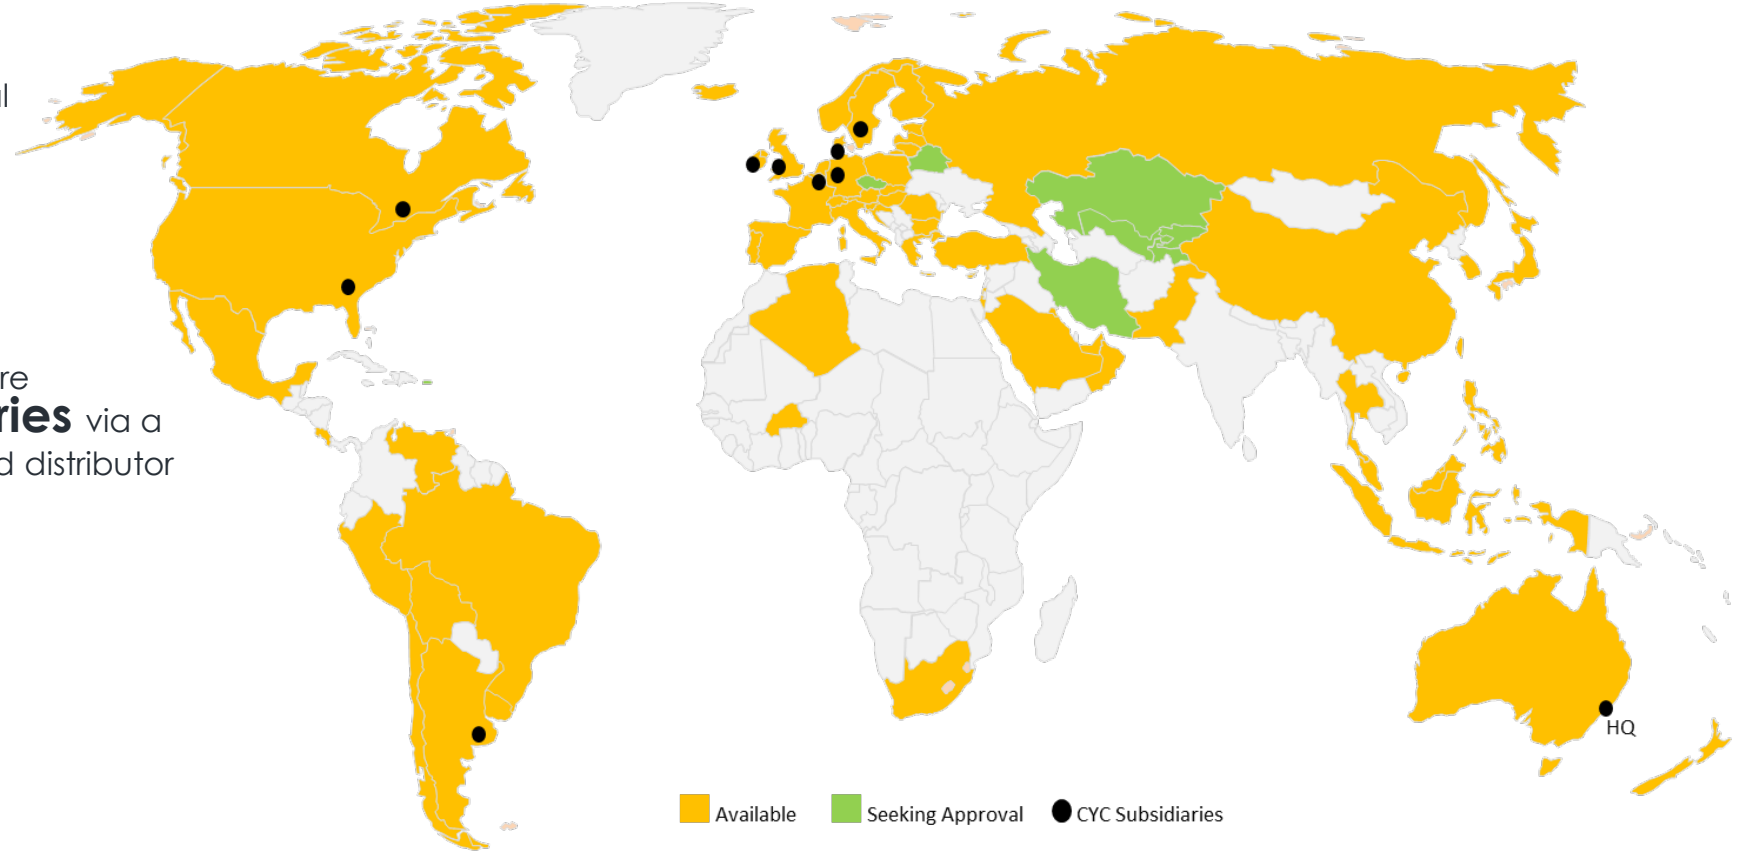 re
ries via a
d distributor
HQ
Available
Seeking Approval
CYC Subsidiaries